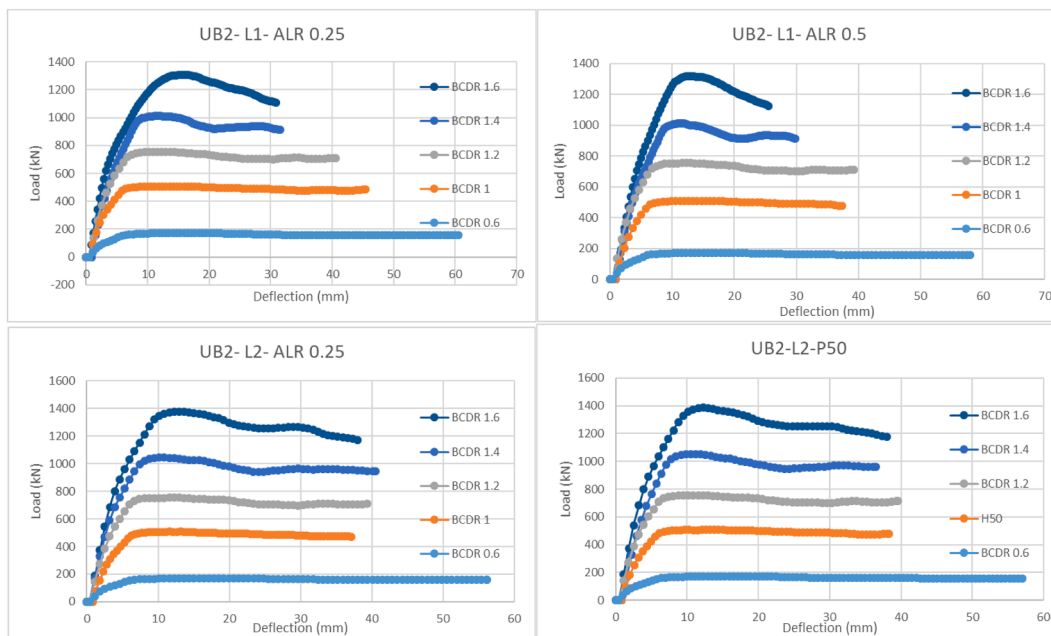 UB2- L1- ALR 0.25
1400
1200
1000
800
600
400
200
0
-200
Load (kN)
0 10 20 30 40 50 60 70
Deflection (mm)
BCDR 1.6
BCDR 1.4
BCDR 1.2
BCDR 1
BCDR 0.6
UB2- L1- ALR 0.5
1400
1200
1000
800
600
400
200
0
Load (kN)
0 10 20 30 40 50 60 70
Deflection (mm)
BCDR 1.6
BCDR 1.4
BCDR 1.2
BCDR 1
BCDR 0.6
UB2- L2- ALR 0.25
1600
1400
1200
1000
800
600
400
200
0
Load (kN)
0 10 20 30 40 50 60
Deflection (mm)
BCDR 1.6
BCDR 1.4
BCDR 1.2
BCDR 1
BCDR 0.6
UB2-L2-P50
1600
1400
1200
1000
800
600
400
200
0
Load (kN)
0 10 20 30 40 50 60
Deflection (mm)
BCDR 1.6
BCDR 1.4
BCDR 1.2
H50
BCDR 0.6